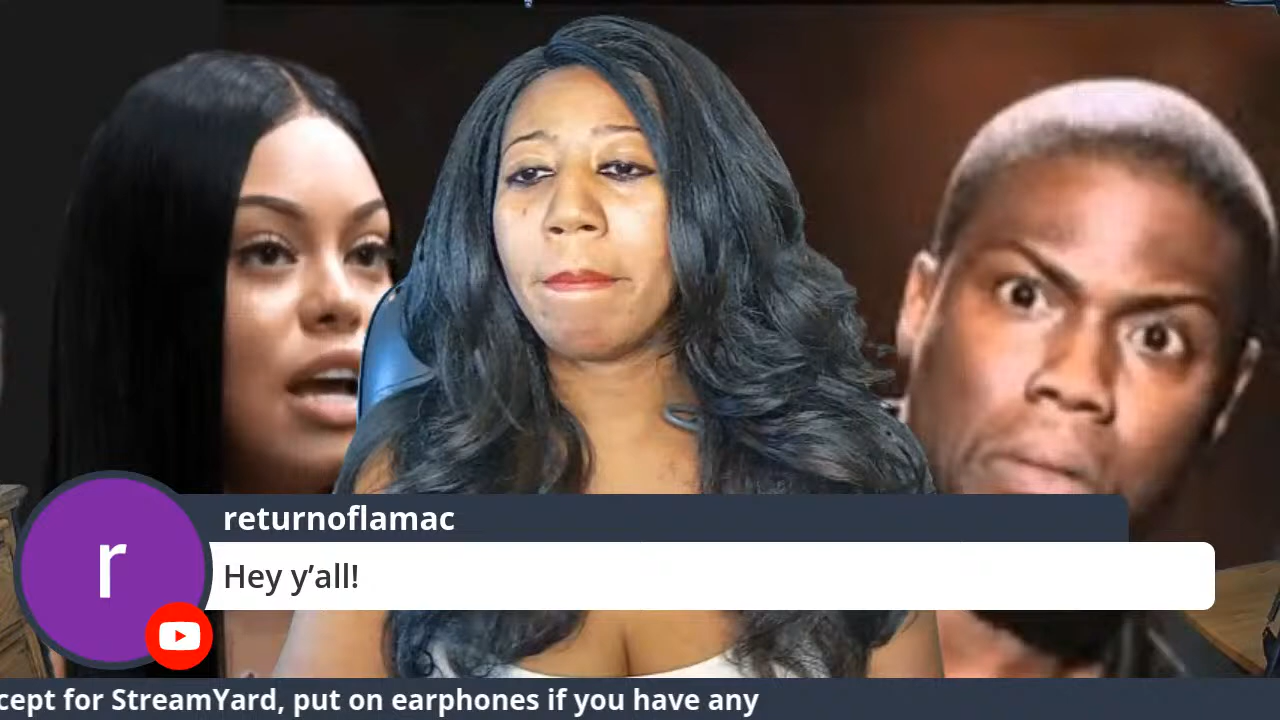 returnoflamac
r
Hey y’all!
cept for StreamYard, put on earphones if you have any